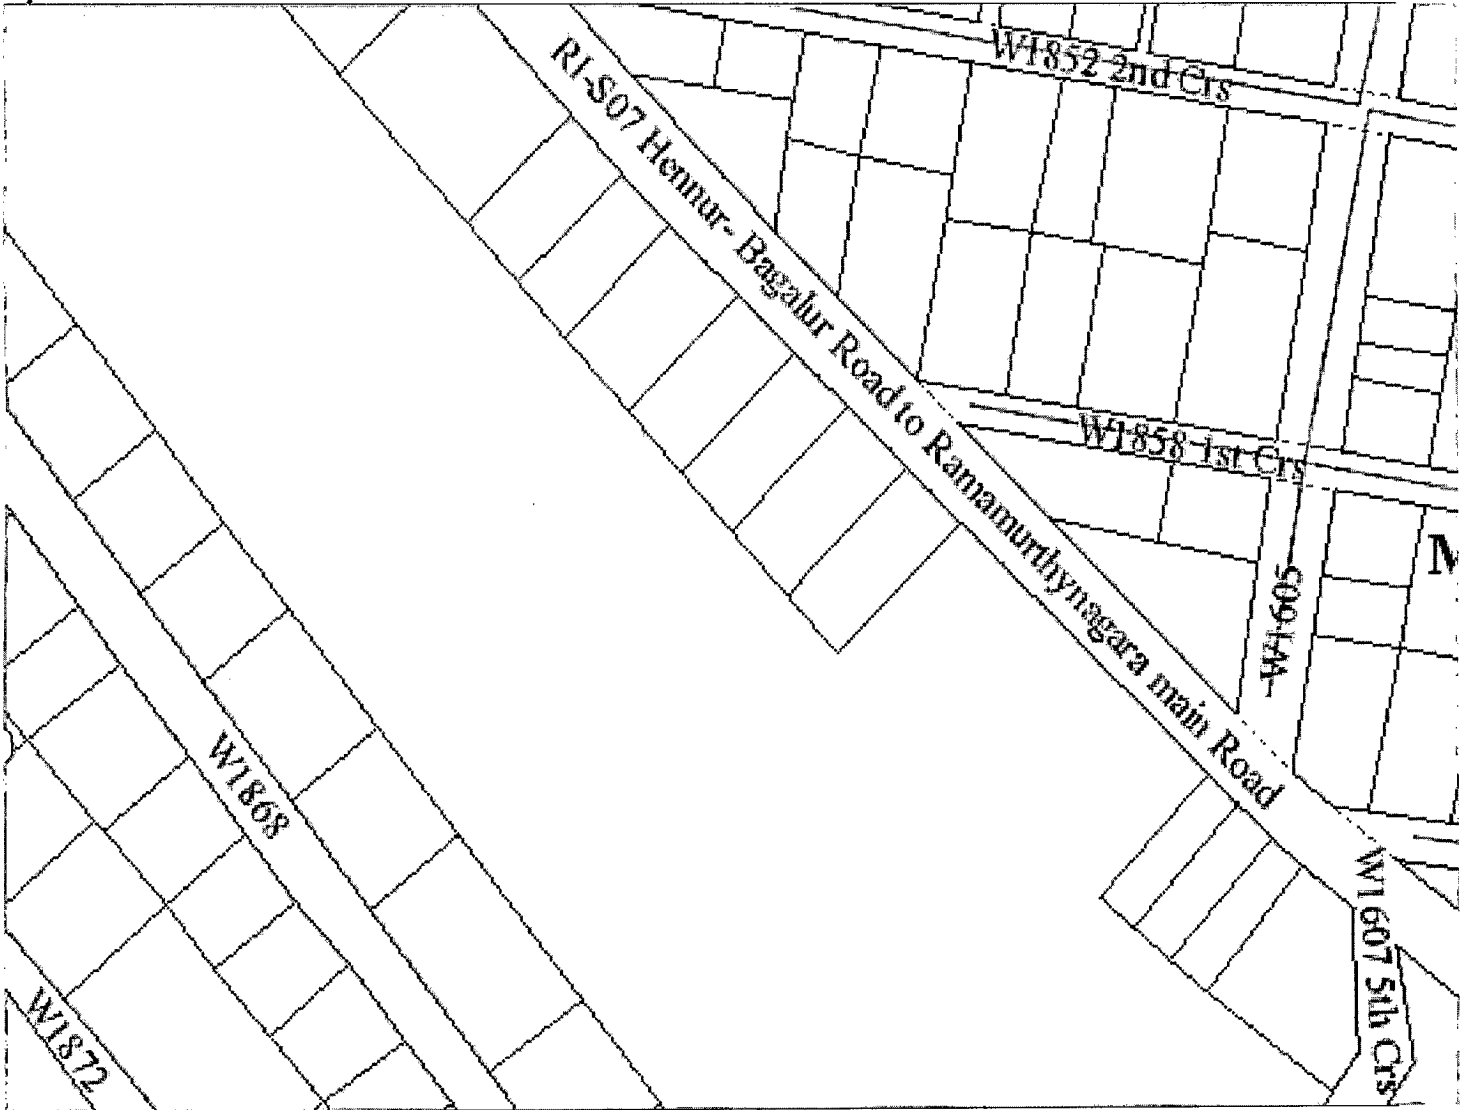 W1852 2nd Crs
R1-S07 Hennur- Bagalur Road to Ramamurthynagara main Road
W1858 1st Crs
M
W1605
W1868
W1607 5th Crs
W1872